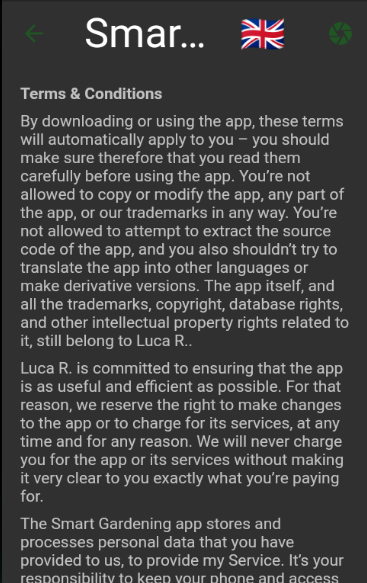 Smar...
Terms & Conditions
By downloading or using the app, these terms
will automatically apply to you – you should
make sure therefore that you read them
carefully before using the app. You're not
allowed to copy or modify the app, any part of
the app, or our trademarks in any way. You're
not allowed to attempt to extract the source
code of the app, and you also shouldn't try to
translate the app into other languages or
make derivative versions. The app itself, and
all the trademarks, copyright, database rights,
and other intellectual property rights related to
it, still belong to Luca R..
Luca R. is committed to ensuring that the app
is as useful and efficient as possible. For that
reason, we reserve the right to make changes
to the app or to charge for its services, at any
time and for any reason. We will never charge
you for the app or its services without making
it very clear to you exactly what you're paying
for.
The Smart Gardening app stores and
processes personal data that you have
provided to us, to provide my Service. It's your
responsibility to keep your phone and access